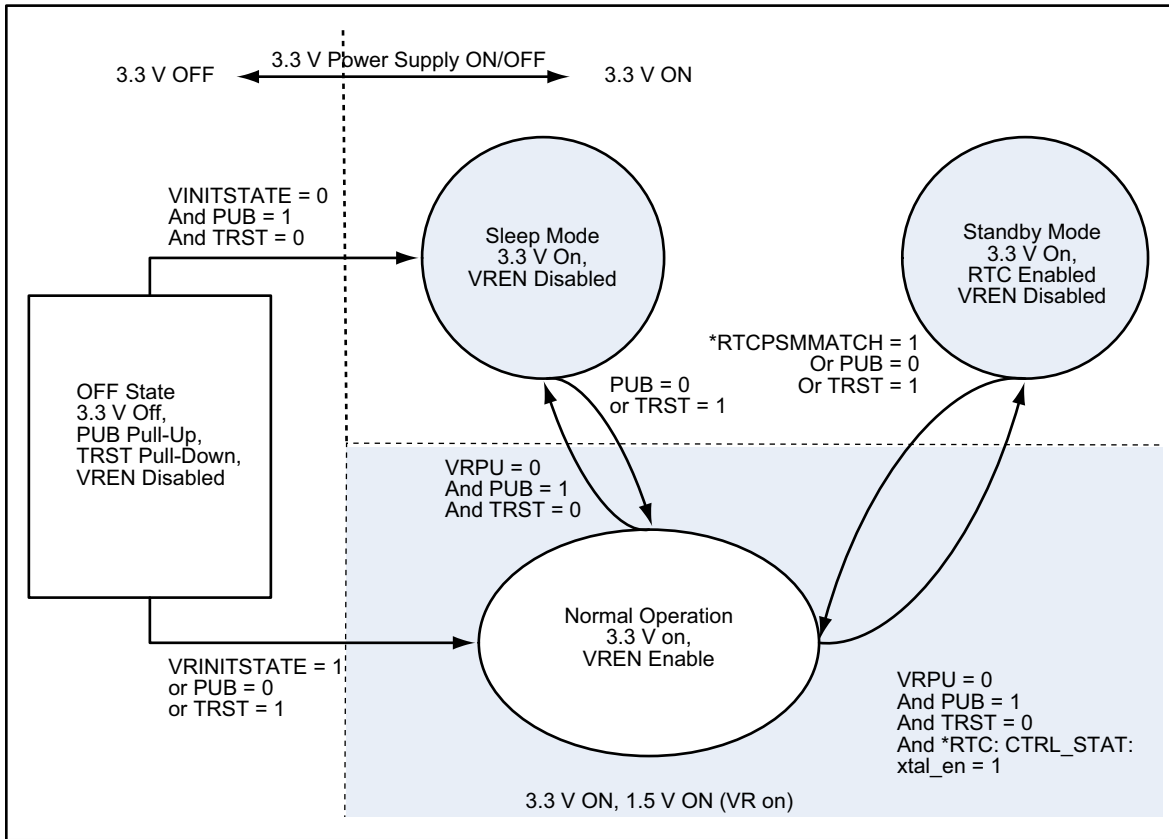 3.3 V Power Supply ON/OFF
3.3 V OFF
3.3 V ON
VINITSTATE = 0
And PUB = 1
And TRST = 0
Sleep Mode
3.3 V On,
VREN Disabled
Standby Mode
3.3 V On,
RTC Enabled
VREN Disabled
*RTCPSMMATCH = 1
Or PUB = 0
Or TRST = 1
PUB = 0
or TRST = 1
OFF State
3.3 V Off,
PUB Pull-Up,
TRST Pull-Down,
VREN Disabled
VRPU = 0
And PUB = 1
And TRST = 0
Normal Operation
3.3 V on,
VREN Enable
VRINITSTATE = 1
or PUB = 0
or TRST = 1
VRPU = 0
And PUB = 1
And TRST = 0
And *RTC: CTRL_STAT:
xtal_en = 1
3.3 V ON, 1.5 V ON (VR on)